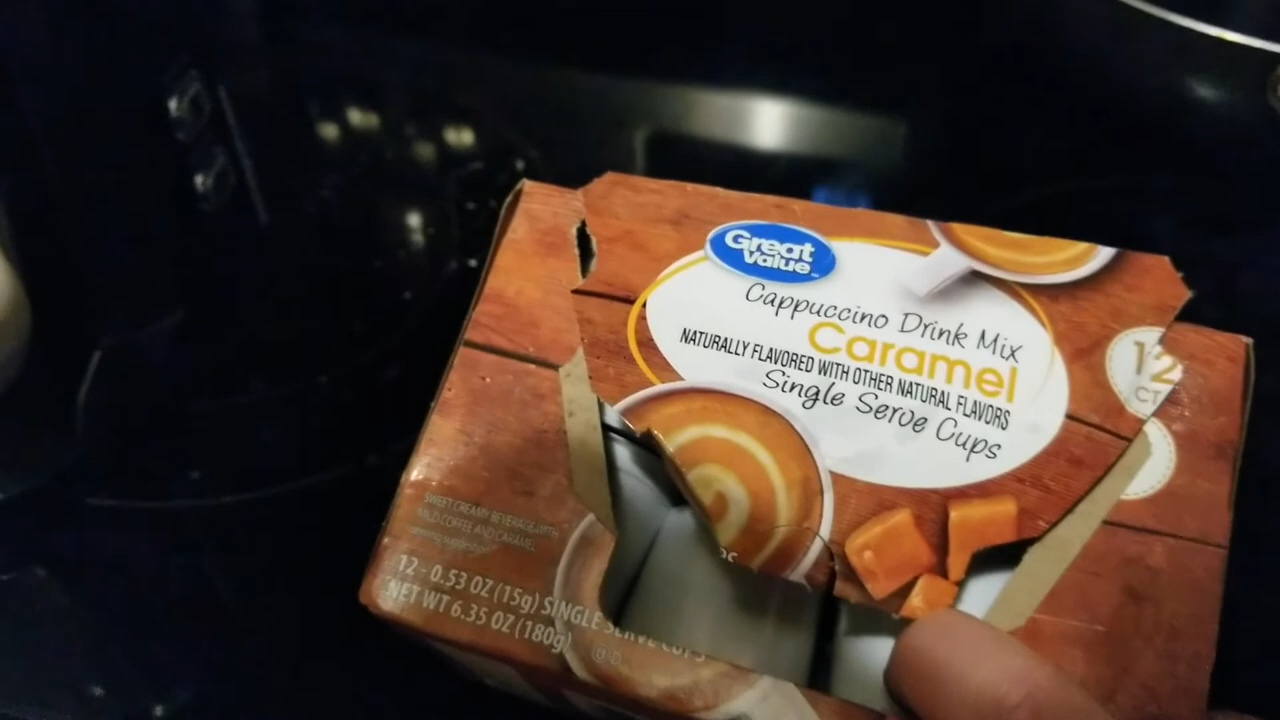 Great
Value
Cappuccino Drink Mix
Caramel
NATURALLY FLAVORED WITH OTHER NATURAL FLAVORS
Single Serve Cups
12
CT
SWEET CREAMY BEVERAGE WITH
MILD COFFEE AND CARAMEL
serving suggestion
12 - 0.53 OZ (15g) SINGLE SERVE CUPS
NET WT 6.35 OZ (180g)